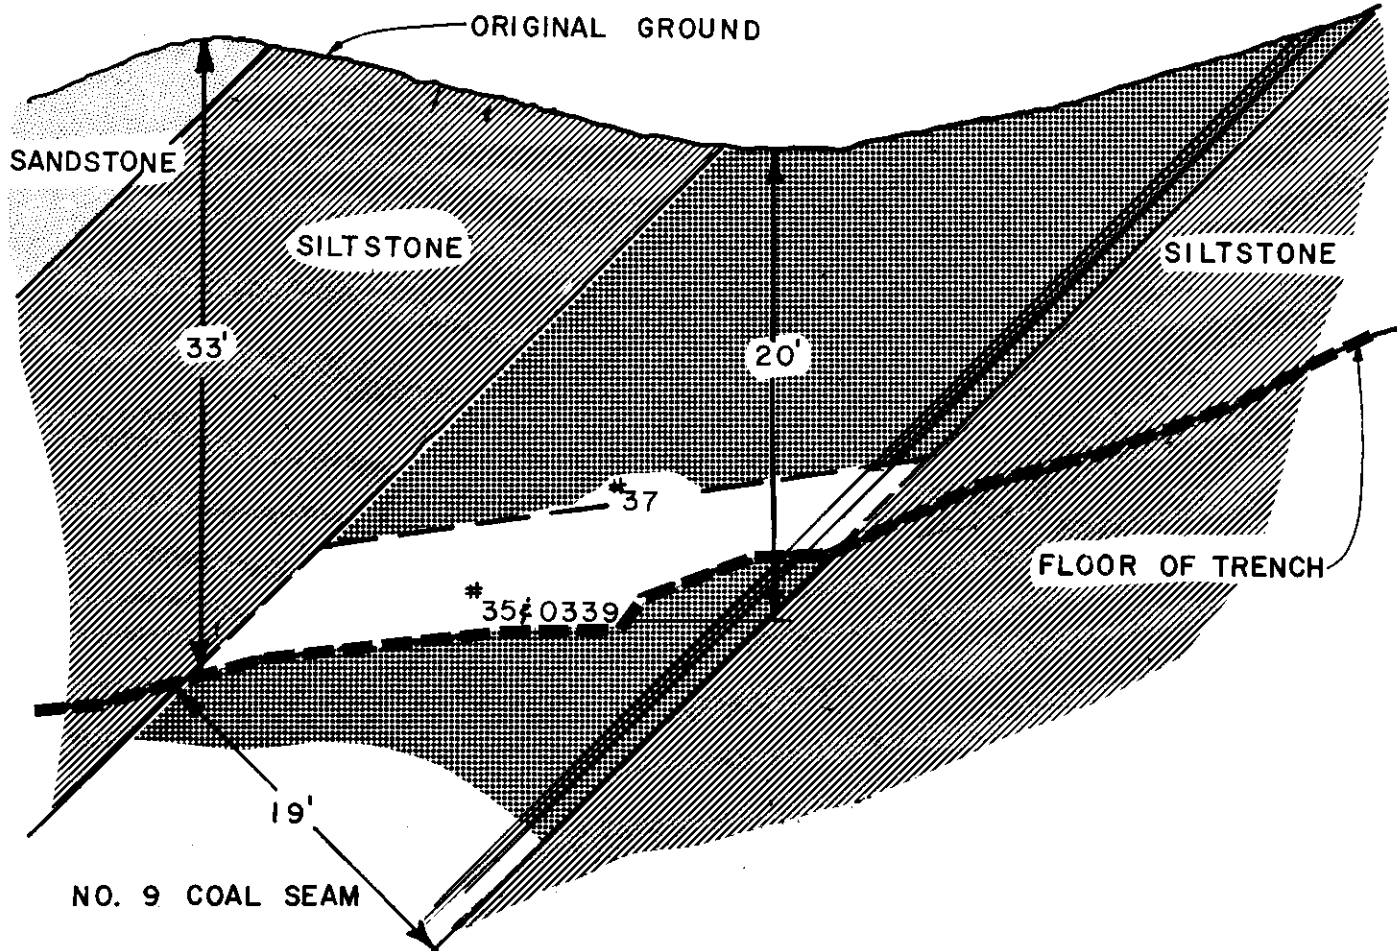 ORIGINAL GROUND
SANDSTONE
SILTSTONE
SILTSTONE
33'
20'
#37
FLOOR OF TRENCH
#35¢0339
19'
NO. 9 COAL SEAM